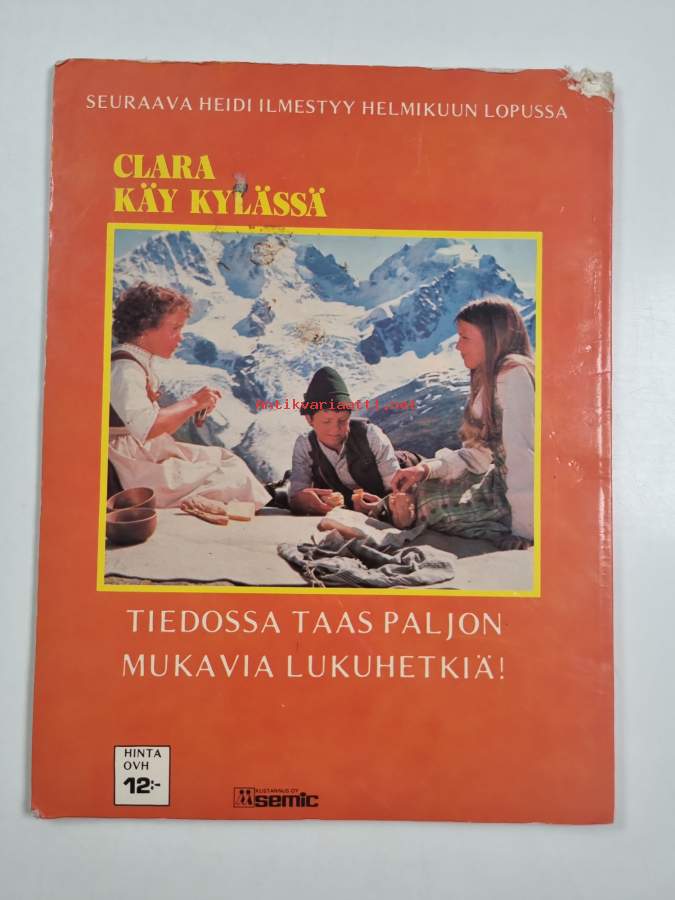 SEURAAVA HEIDI ILMESTYY HELMIKUUN LOPUSSA
CLARA
KÄY KYLÄSSÄ
antikvariaatti.net
TIEDOSSA TAAS PALJON
MUKAVIA LUKUHETKIÄ!
HINTA
OVH
12:-
KUSTANNUS OY
semic